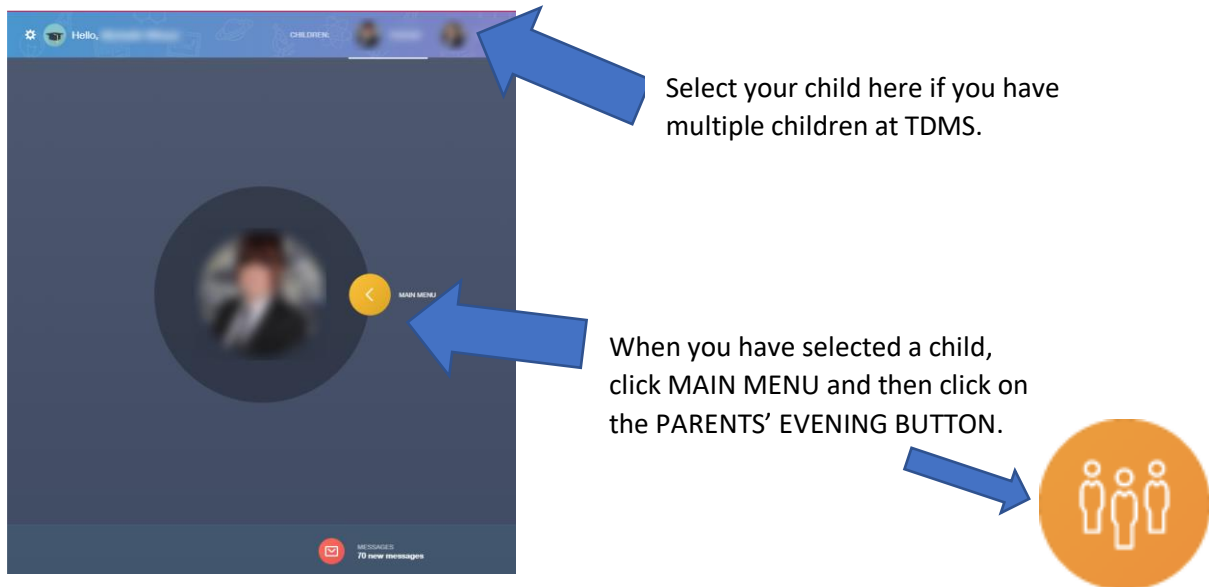 Hello,
CHILDREN:
Select your child here if you have
multiple children at TDMS.
MAIN MENU
When you have selected a child,
click MAIN MENU and then click on
the PARENTS’ EVENING BUTTON.
MESSAGES
70 new messages